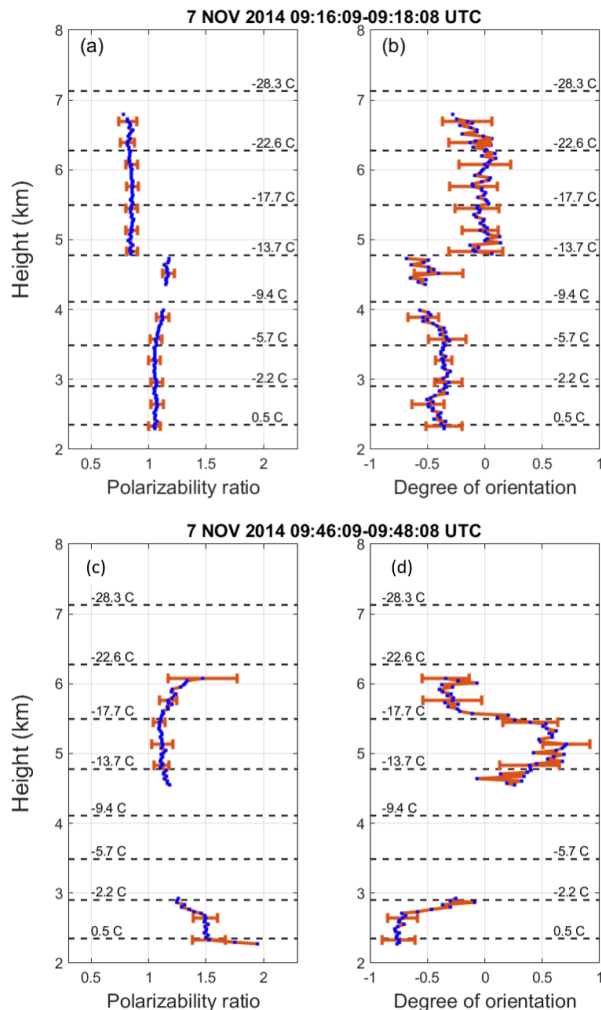 7 NOV 2014 09:16:09-09:18:08 UTC
(a)
(b)
8
7
6
5
4
3
2
Height (km)
-28.3 C
-22.6 C
-17.7 C
-13.7 C
-9.4 C
-5.7 C
-2.2 C
0.5 C
-28.3 C
-22.6 C
-17.7 C
-13.7 C
-9.4 C
-5.7 C
-2.2 C
0.5 C
0.5 1 1.5 2
-1 -0.5 0 0.5 1
Polarizability ratio
Degree of orientation
7 NOV 2014 09:46:09-09:48:08 UTC
(c)
(d)
8
7
6
5
4
3
2
Height (km)
-28.3 C
-22.6 C
-17.7 C
-13.7 C
-9.4 C
-5.7 C
-2.2 C
0.5 C
-28.3 C
-22.6 C
-17.7 C
-13.7 C
-9.4 C
-5.7 C
-2.2 C
0.5 C
0.5 1 1.5 2
-1 -0.5 0 0.5 1
Polarizability ratio
Degree of orientation